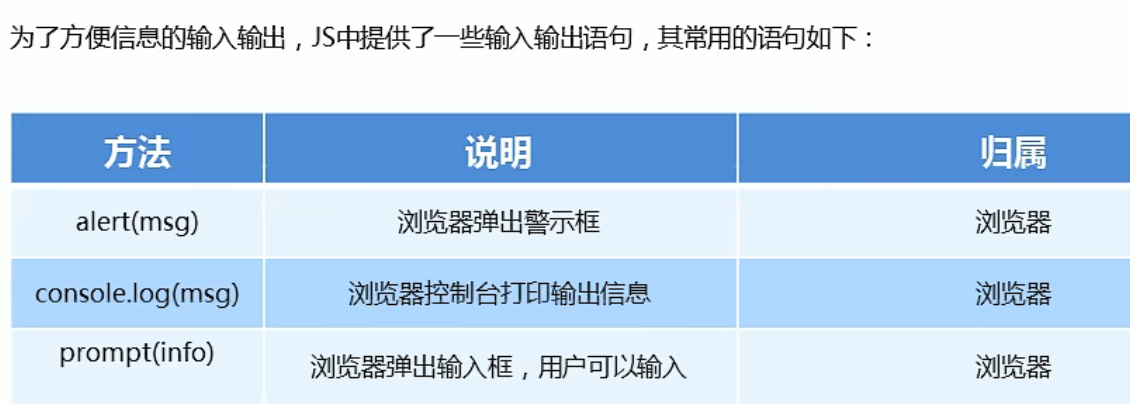 为了方便信息的输入输出，JS中提供了一些输入输出语句，其常用的语句如下：
方法 说明 归属
alert(msg) 浏览器弹出警示框 浏览器
console.log(msg) 浏览器控制台打印输出信息 浏览器
prompt(info) 浏览器弹出输入框，用户可以输入 浏览器